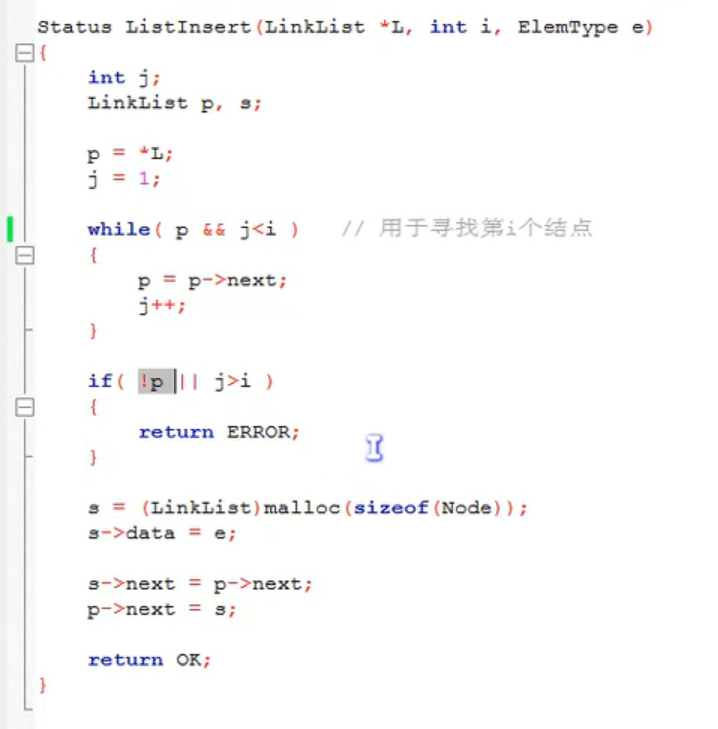 Status ListInsert(LinkList *L, int i, ElemType e)
{
int j;
LinkList p, s;
p = *L;
j = 1;
while( p && j<i )   // 用于寻找第i个结点
{
p = p->next;
j++;
}
if( !p || j>i )
{
return ERROR;
}
s = (LinkList)malloc(sizeof(Node));
s->data = e;
s->next = p->next;
p->next = s;
return OK;
}